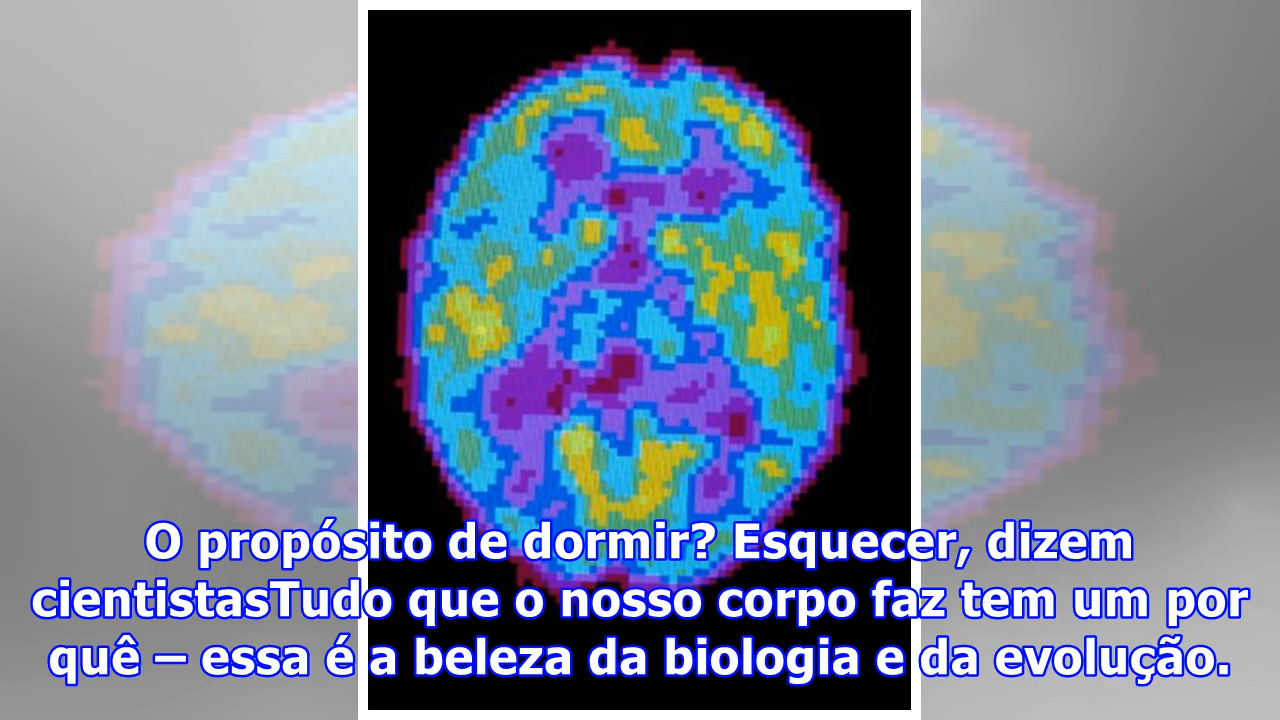 O propósito de dormir? Esquecer, dizem
cientistasTudo que o nosso corpo faz tem um por
quê – essa é a beleza da biologia e da evolução.